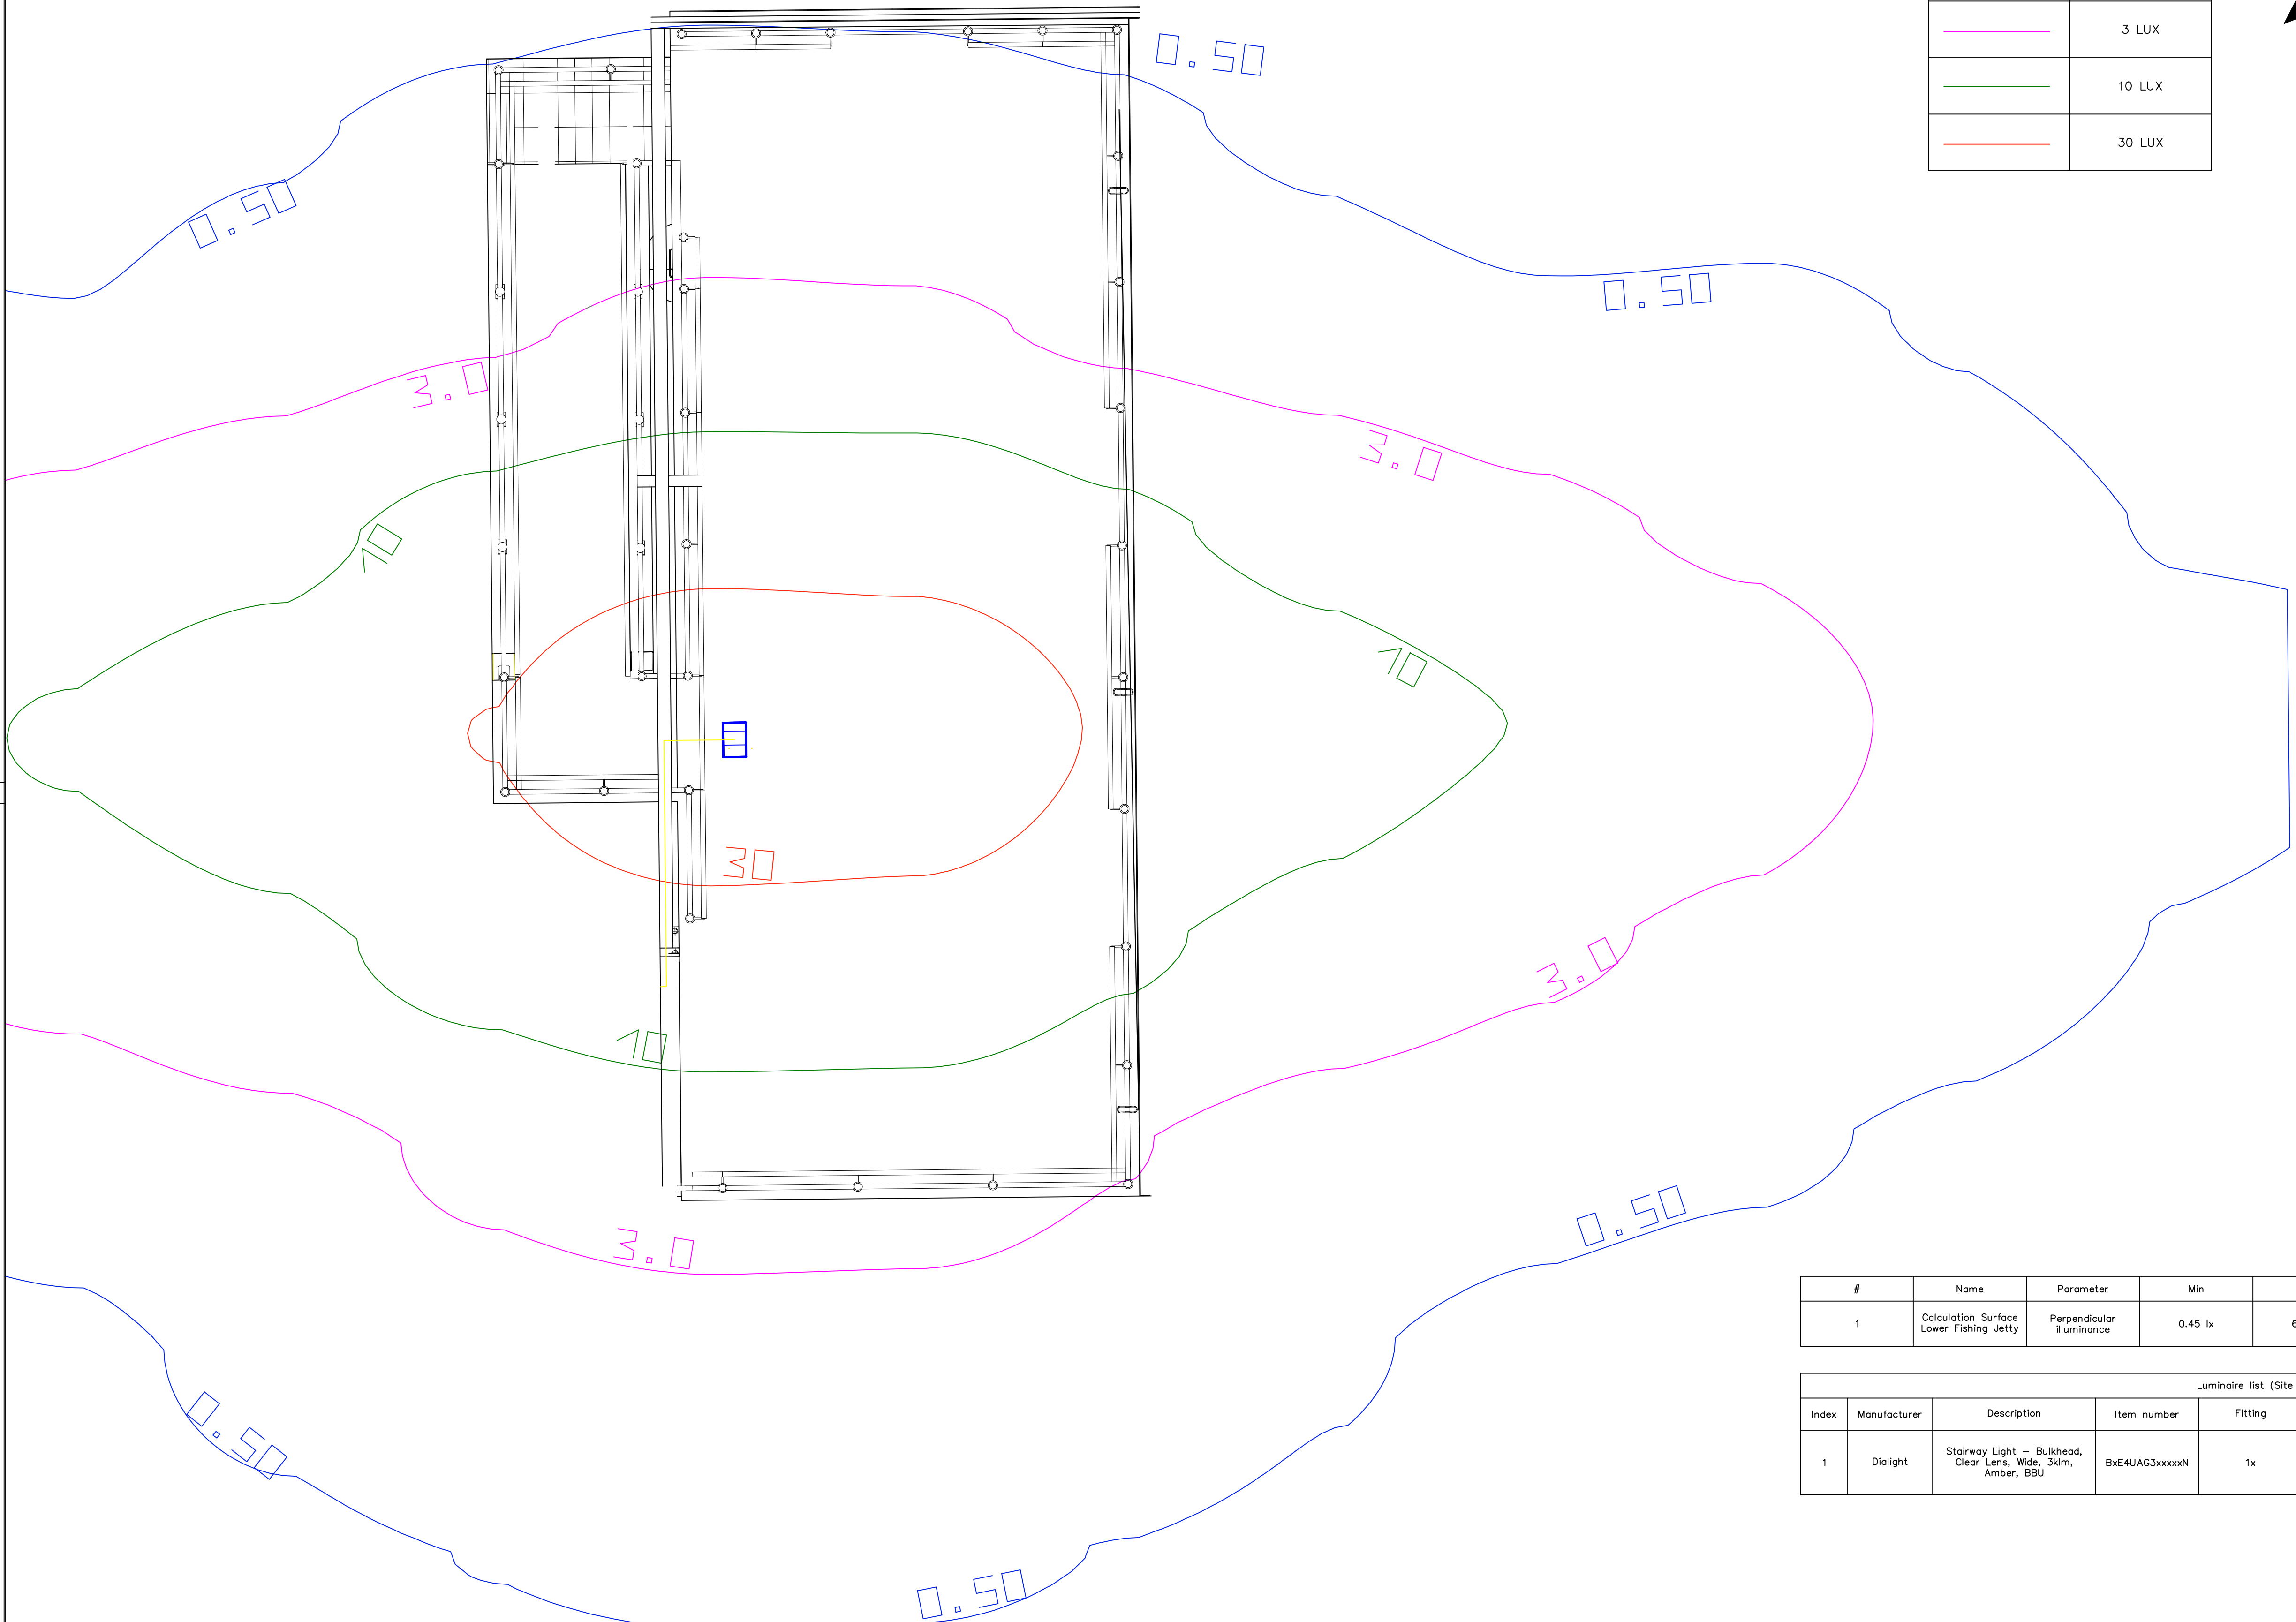 3 LUX
10 LUX
30 LUX
0.50
0.50
0.50
3.0
3.0
10
10
30
3.0
10
0.50
3.0
0.50
0.50
# Name Parameter Min
1 Calculation Surface Lower Fishing Jetty Perpendicular illuminance 0.45 lx
Luminaire list (Site
Index Manufacturer Description Item number Fitting
1 Dialight Stairway Light – Bulkhead, Clear Lens, Wide, 3klm, Amber, BBU BxE4UAG3xxxxxN 1x